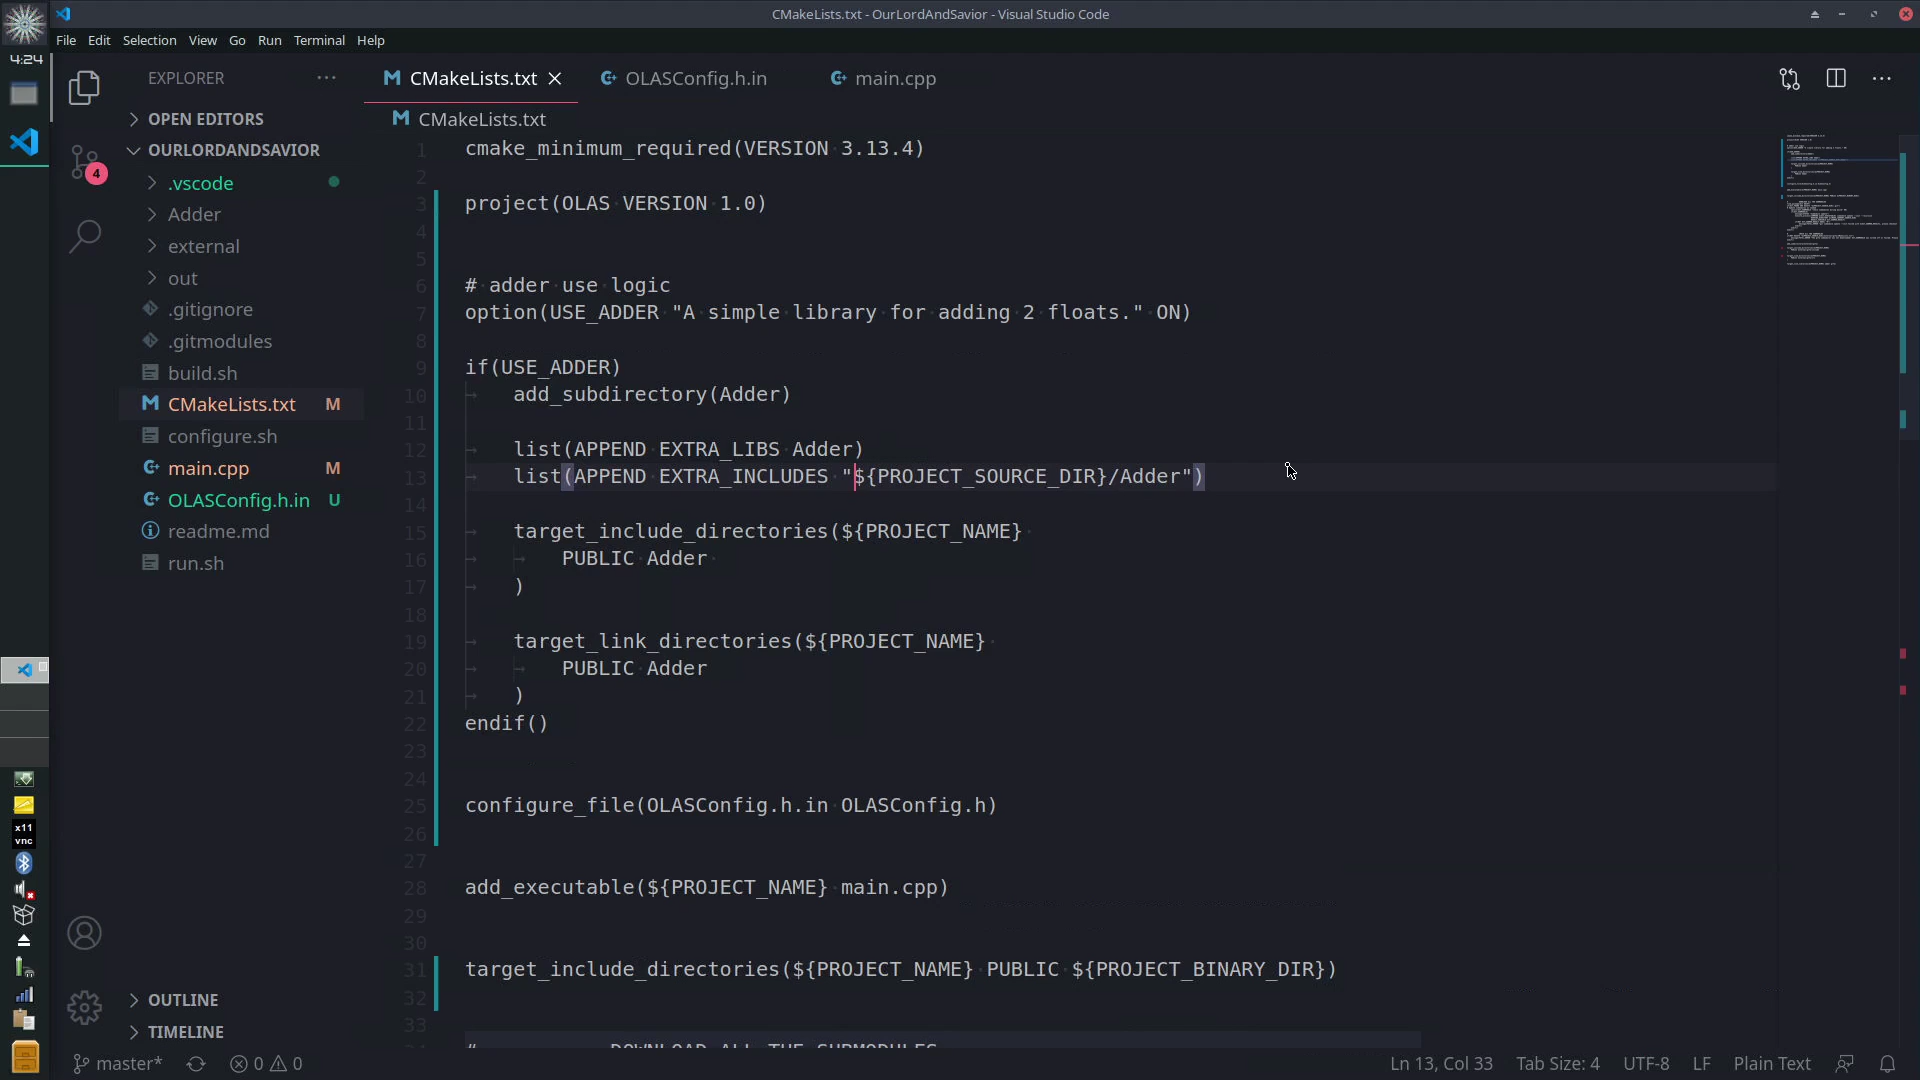 CMakeLists.txt - OurLordAndSavior - Visual Studio Code
File Edit Selection View Go Run Terminal Help
4:24
EXPLORER
OPEN EDITORS
OURLORDANDSAVIOR
.vscode
Adder
external
out
.gitignore
.gitmodules
build.sh
CMakeLists.txt M
configure.sh
main.cpp M
OLASConfig.h.in U
readme.md
run.sh
OUTLINE
TIMELINE
4
x11
vnc
CMakeLists.txt OLASConfig.h.in main.cpp
CMakeLists.txt
1 cmake_minimum_required(VERSION 3.13.4)
2
3 project(OLAS VERSION 1.0)
4
5
6 # adder use logic
7 option(USE_ADDER "A simple library for adding 2 floats." ON)
8
9 if(USE_ADDER)
10 add_subdirectory(Adder)
11
12 list(APPEND EXTRA_LIBS Adder)
13 list(APPEND EXTRA_INCLUDES "${PROJECT_SOURCE_DIR}/Adder")
14
15 target_include_directories(${PROJECT_NAME}
16 PUBLIC Adder
17 )
18
19 target_link_directories(${PROJECT_NAME}
20 PUBLIC Adder
21 )
22 endif()
23
24
25 configure_file(OLASConfig.h.in OLASConfig.h)
26
27
28 add_executable(${PROJECT_NAME} main.cpp)
29
30
31 target_include_directories(${PROJECT_NAME} PUBLIC ${PROJECT_BINARY_DIR})
32
33
34 # DOWNLOAD ALL THE SUBMODULES
master* 0 0 Ln 13, Col 33 Tab Size: 4 UTF-8 LF Plain Text